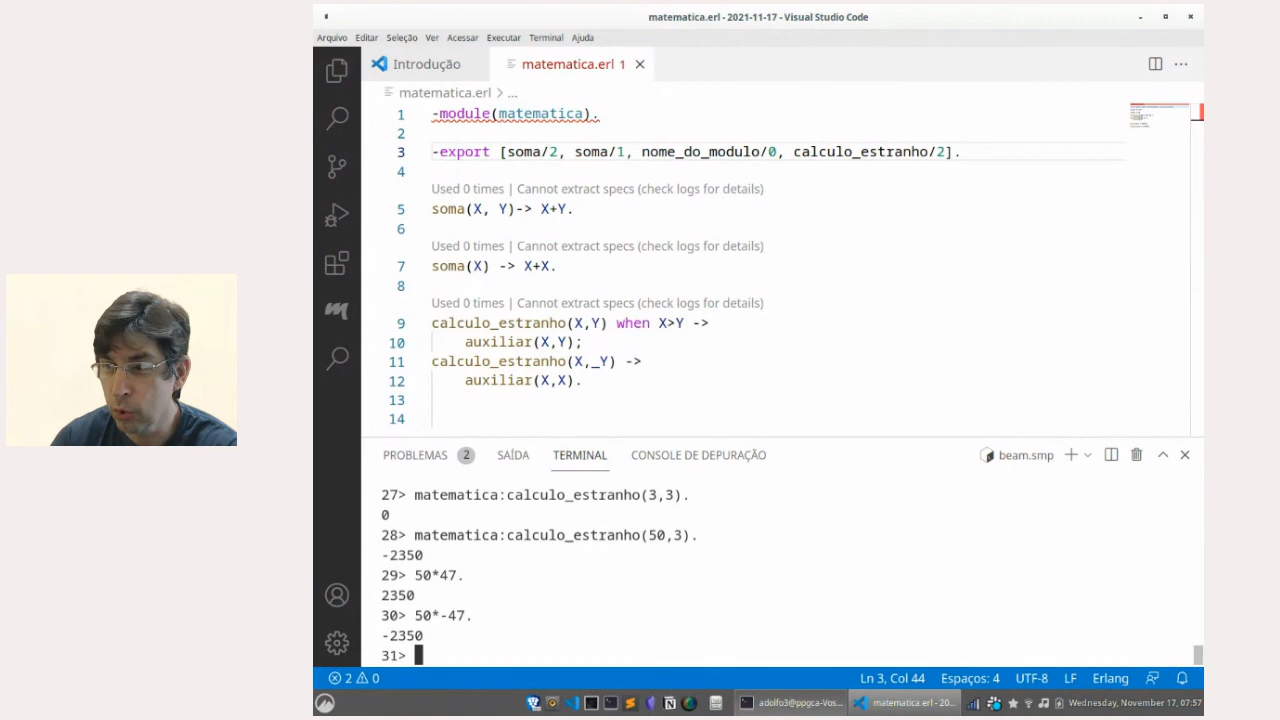 matematica.erl - 2021-11-17 - Visual Studio Code
Arquivo Editar Seleção Ver Acessar Executar Terminal Ajuda
Introdução matematica.erl 1
matematica.erl > ...
1 -module(matematica).
2
3 -export [soma/2, soma/1, nome_do_modulo/0, calculo_estranho/2].
4
Used 0 times | Cannot extract specs (check logs for details)
5 soma(X, Y)-> X+Y.
6
Used 0 times | Cannot extract specs (check logs for details)
7 soma(X) -> X+X.
8
Used 0 times | Cannot extract specs (check logs for details)
9 calculo_estranho(X,Y) when X>Y ->
10 auxiliar(X,Y);
11 calculo_estranho(X,_Y) ->
12 auxiliar(X,X).
13
14
PROBLEMAS 2 SAÍDA TERMINAL CONSOLE DE DEPURAÇÃO beam.smp
27> matematica:calculo_estranho(3,3).
0
28> matematica:calculo_estranho(50,3).
-2350
29> 50*47.
2350
30> 50*-47.
-2350
31>
2 0 Ln 3, Col 44 Espaços: 4 UTF-8 LF Erlang
adolfo3@ppgca-Vos... matematica.erl - 20... Wednesday, November 17, 07:57